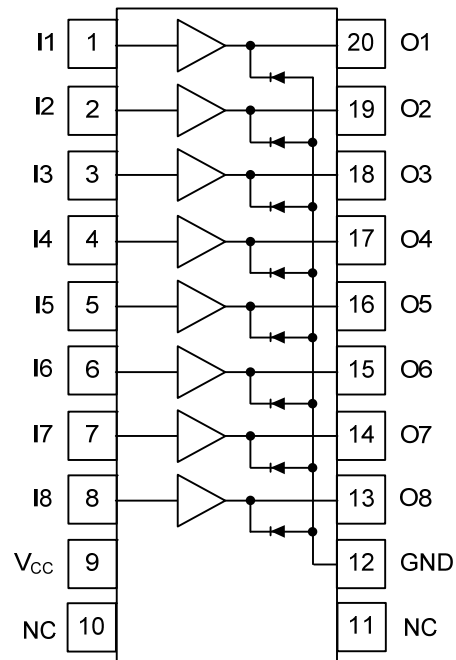 I1 1 20 O1
I2 2 19 O2
I3 3 18 O3
I4 4 17 O4
I5 5 16 O5
I6 6 15 O6
I7 7 14 O7
I8 8 13 O8
VCC 9 12 GND
NC 10 11 NC